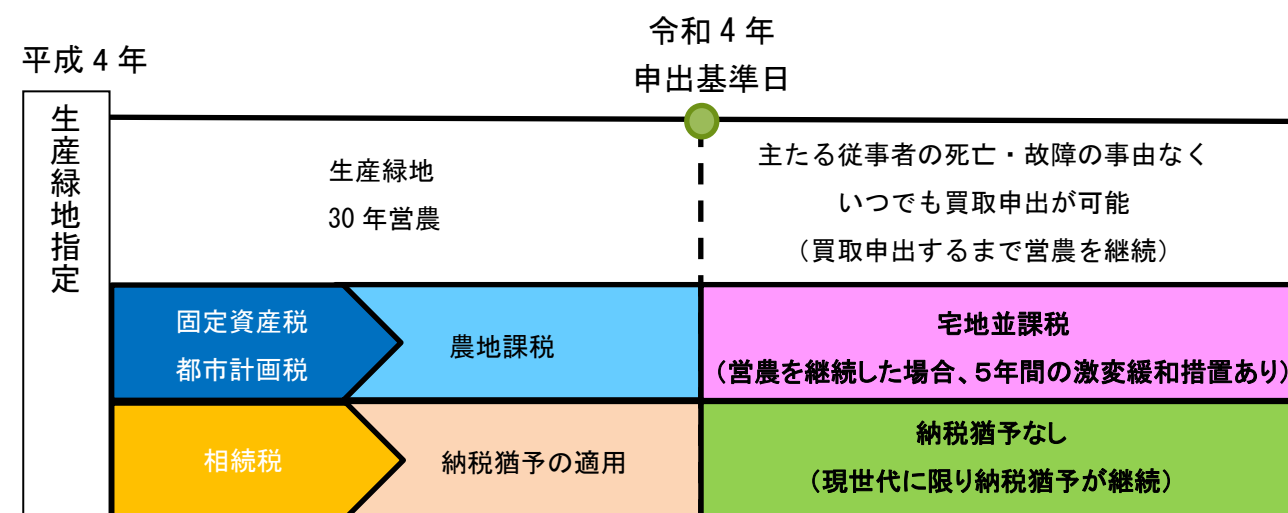 平成 4 年
令和 4 年
申出基準日
生産緑地指定
生産緑地
30 年営農
主たる従事者の死亡・故障の事由なく
いつでも買取申出が可能
（買取申出するまで営農を継続）
固定資産税
都市計画税
農地課税
宅地並課税
（営農を継続した場合、５年間の激変緩和措置あり）
相続税
納税猶予の適用
納税猶予なし
（現世代に限り納税猶予が継続）